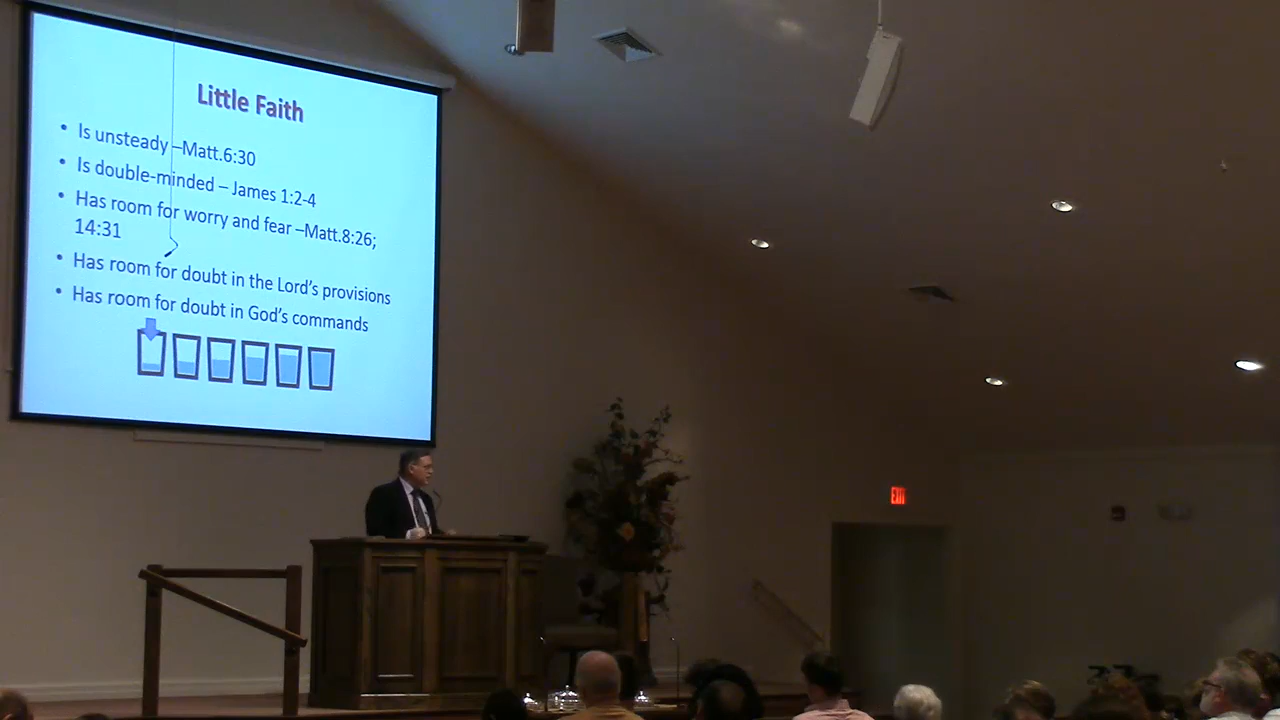 Little Faith
• Is unsteady –Matt.6:30
• Is double-minded – James 1:2-4
• Has room for worry and fear –Matt.8:26;
14:31
• Has room for doubt in the Lord's provisions
• Has room for doubt in God's commands
EXIT